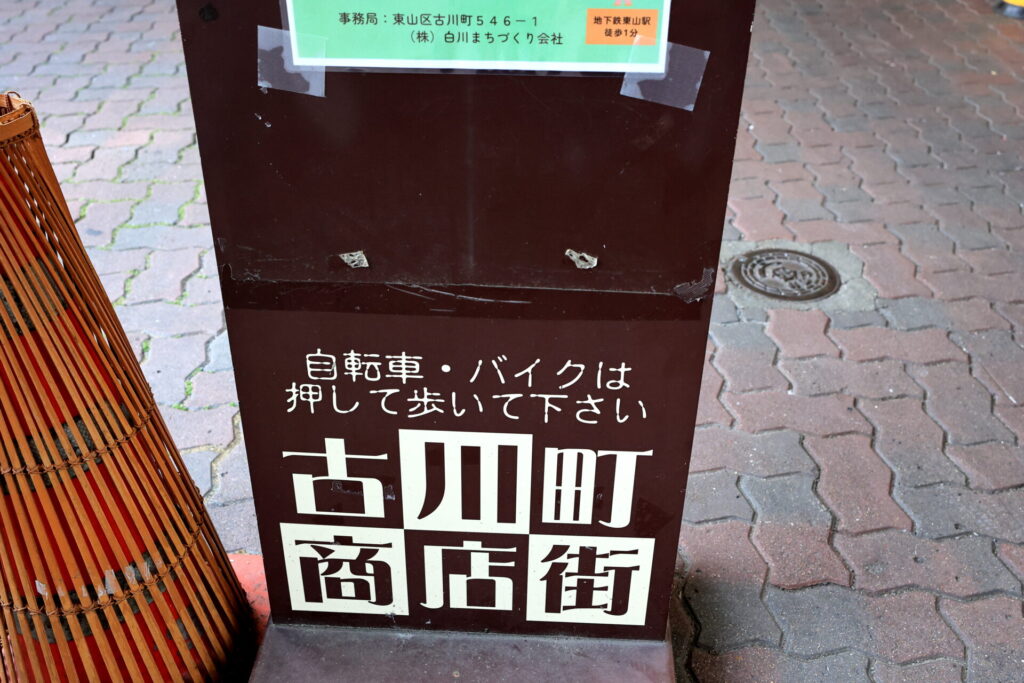 事務局：東山区古川町５４６－１
（株）白川まちづくり会社
地下鉄東山駅
徒歩1分
自転車・バイクは
押して歩いて下さい
古川町
商店街